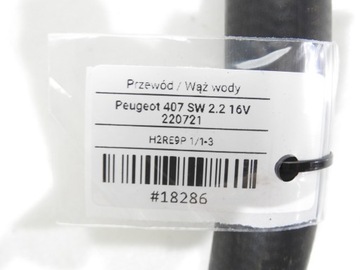 Przewód / Wąż wody
Peugeot 407 SW 2.2 16V
220721
H2RE9P 1/1-3
#18286